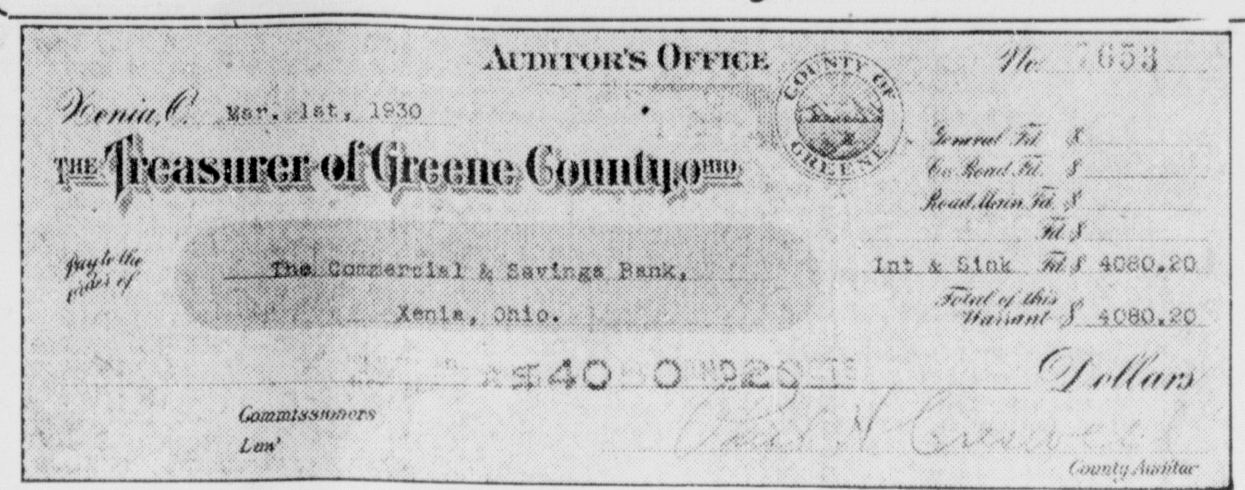 AUDITOR'S OFFICE
No. 7653
COUNTY OF GREENE
Xenia, O. Mar. 1st, 1930
THE Treasurer of Greene County, OHIO.
General Fd. $
Co. Road Fd. $
Road Main Fd. $
Fd. $
Pay to the order of
The Commercial & Savings Bank,
Int & Sink Fd. $ 4080.20
Xenia, Ohio.
Total of this Warrant $ 4080.20
Dollars
Commissioners
Law
County Auditor